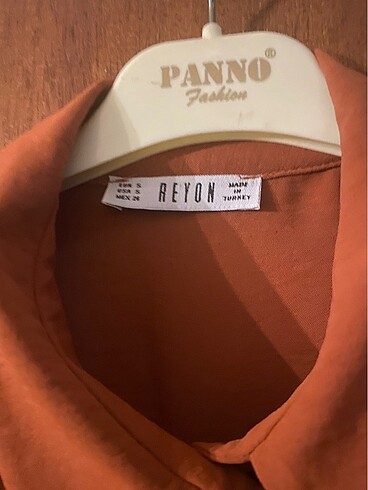 PANNO®
Fashion
EUR S
USA S
MEX 26
REYON
MADE
IN
TURKEY